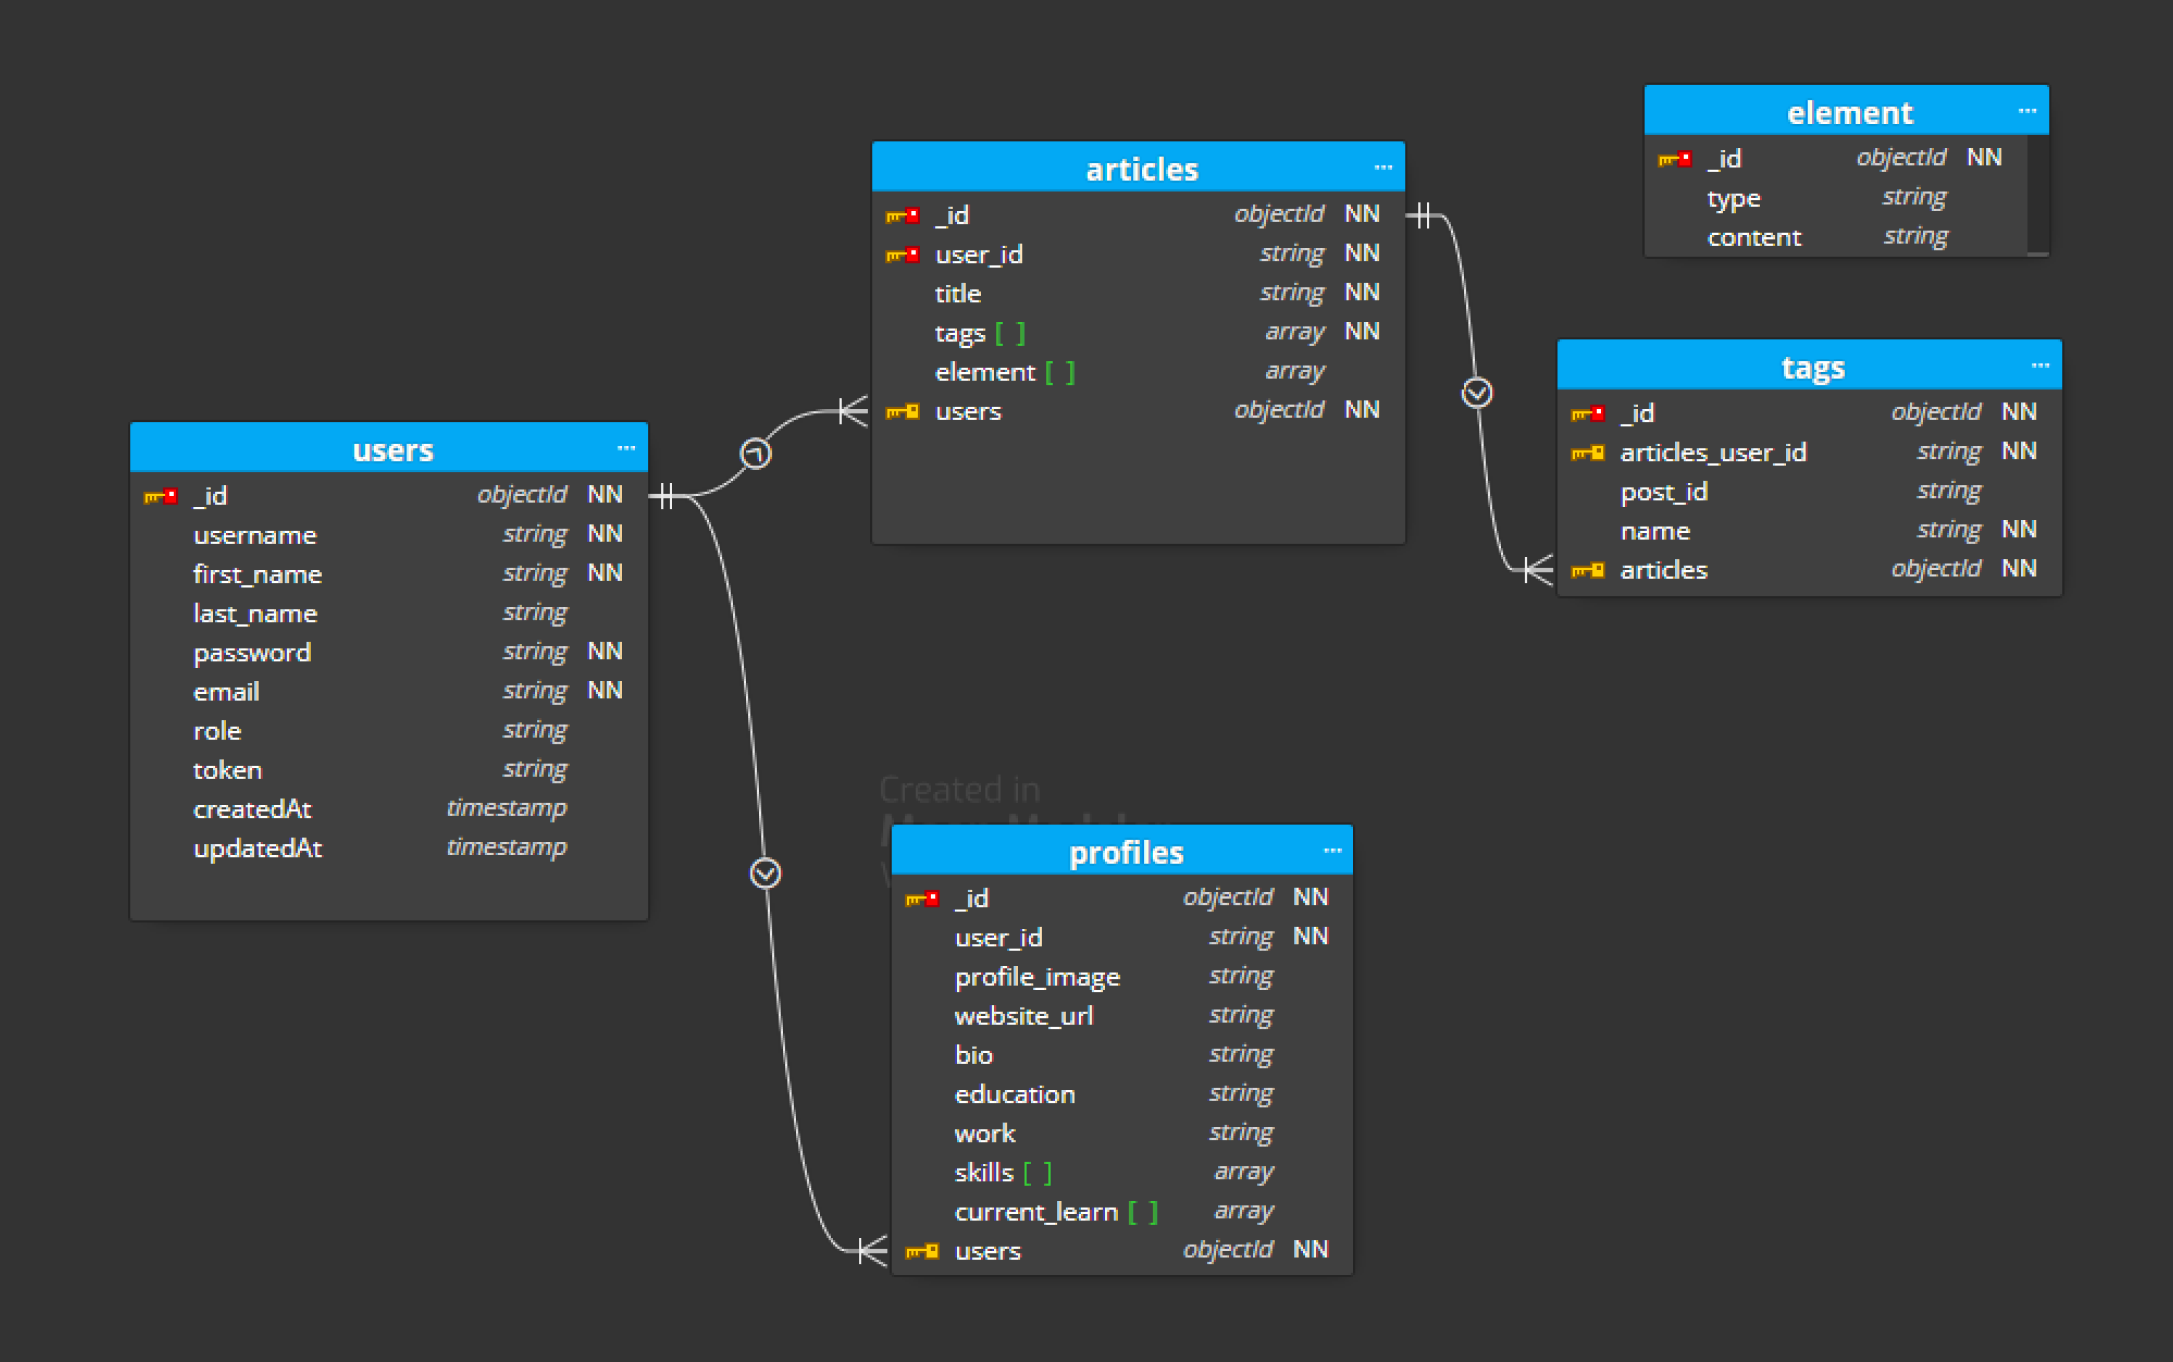 element ...
_id objectId NN
type string
content string
articles ...
_id objectId NN
user_id string NN
title string NN
tags [ ] array NN
element [ ] array
users objectId NN
tags ...
_id objectId NN
articles_user_id string NN
post_id string
name string NN
articles objectId NN
users ...
_id objectId NN
username string NN
first_name string NN
last_name string
password string NN
email string NN
role string
token string
createdAt timestamp
updatedAt timestamp
Created in
profiles ...
_id objectId NN
user_id string NN
profile_image string
website_url string
bio string
education string
work string
skills [ ] array
current_learn [ ] array
users objectId NN